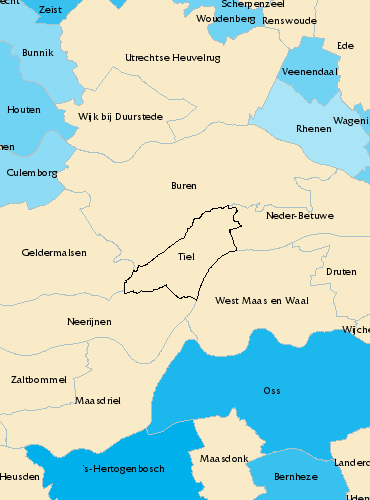 echt
Zeist
Scherpenzeel
Woudenberg
Renswoude
Bunnik
Ede
Utrechtse Heuvelrug
Veenendaal
Houten
Wijk bij Duurstede
Wageni
Rhenen
nen
Culemborg
Buren
Neder-Betuwe
Geldermalsen
Tiel
Druten
West Maas en Waal
Neerijnen
Wijche
Zaltbommel
Oss
Maasdriel
Maasdonk
Landerd
's-Hertogenbosch
Heusden
Bernheze
Uden